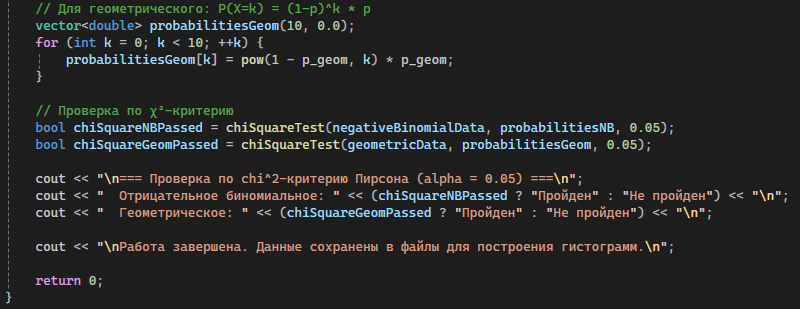 // Для геометрического: P(X=k) = (1-p)^k * p
vector<double> probabilitiesGeom(10, 0.0);
for (int k = 0; k < 10; ++k) {
    probabilitiesGeom[k] = pow(1 - p_geom, k) * p_geom;
}
// Проверка по χ²-критерию
bool chiSquareNBPassed = chiSquareTest(negativeBinomialData, probabilitiesNB, 0.05);
bool chiSquareGeomPassed = chiSquareTest(geometricData, probabilitiesGeom, 0.05);
cout << "\n=== Проверка по chi^2-критерию Пирсона (alpha = 0.05) ===\n";
cout << "  Отрицательное биномиальное: " << (chiSquareNBPassed ? "Пройден" : "Не пройден") << "\n";
cout << "  Геометрическое: " << (chiSquareGeomPassed ? "Пройден" : "Не пройден") << "\n";
cout << "\nРабота завершена. Данные сохранены в файлы для построения гистограмм.\n";
return 0;
}